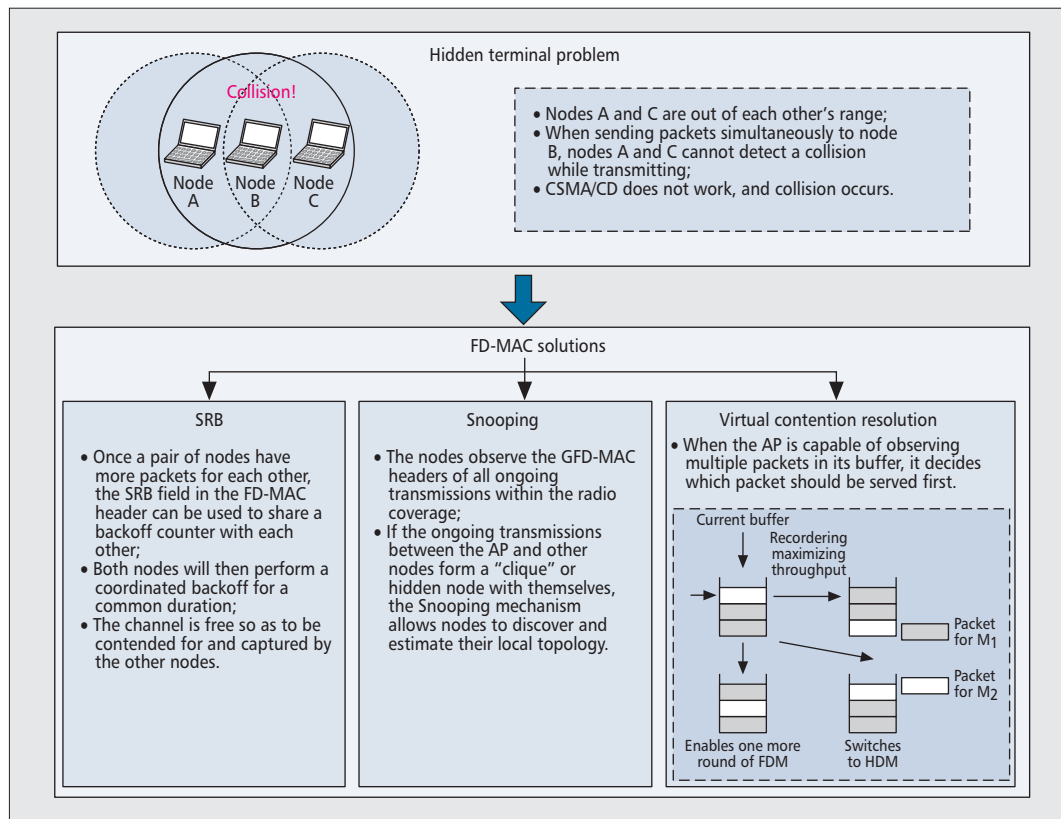 Hidden terminal problem
Collision!
Node
A
Node
B
Node
C
• Nodes A and C are out of each other's range;
• When sending packets simultaneously to node
B, nodes A and C cannot detect a collision
while transmitting;
• CSMA/CD does not work, and collision occurs.
FD-MAC solutions
SRB
• Once a pair of nodes have
more packets for each other,
the SRB field in the FD-MAC
header can be used to share a
backoff counter with each
other;
• Both nodes will then perform a
coordinated backoff for a
common duration;
• The channel is free so as to be
contended for and captured by
the other nodes.
Snooping
• The nodes observe the GFD-MAC
headers of all ongoing
transmissions within the radio
coverage;
• If the ongoing transmissions
between the AP and other
nodes form a “clique” or
hidden node with themselves,
the Snooping mechanism
allows nodes to discover and
estimate their local topology.
Virtual contention resolution
• When the AP is capable of observing
multiple packets in its buffer, it decides
which packet should be served first.
Current buffer
Recordering
maximizing
throughput
Packet
for M1
Packet
for M2
Enables one more
round of FDM
Switches
to HDM